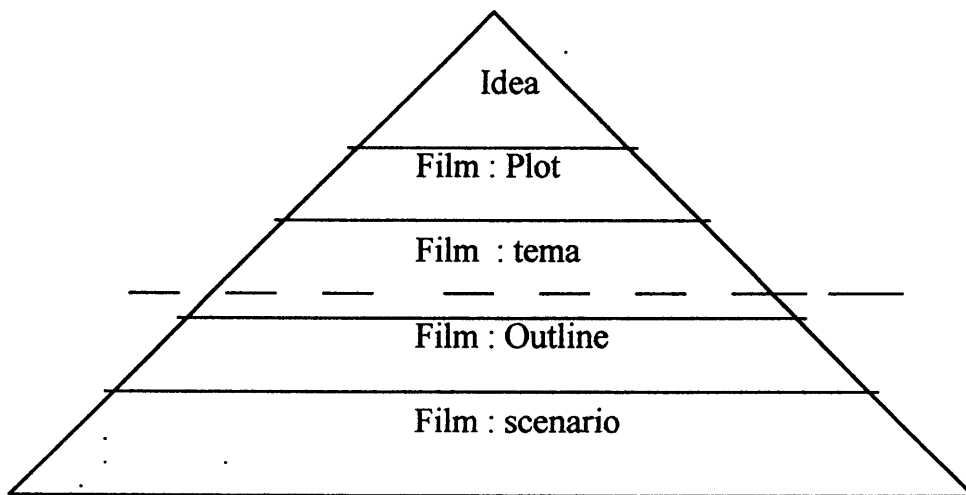 Idea
Film : Plot
Film : tema
Film : Outline
Film : scenario